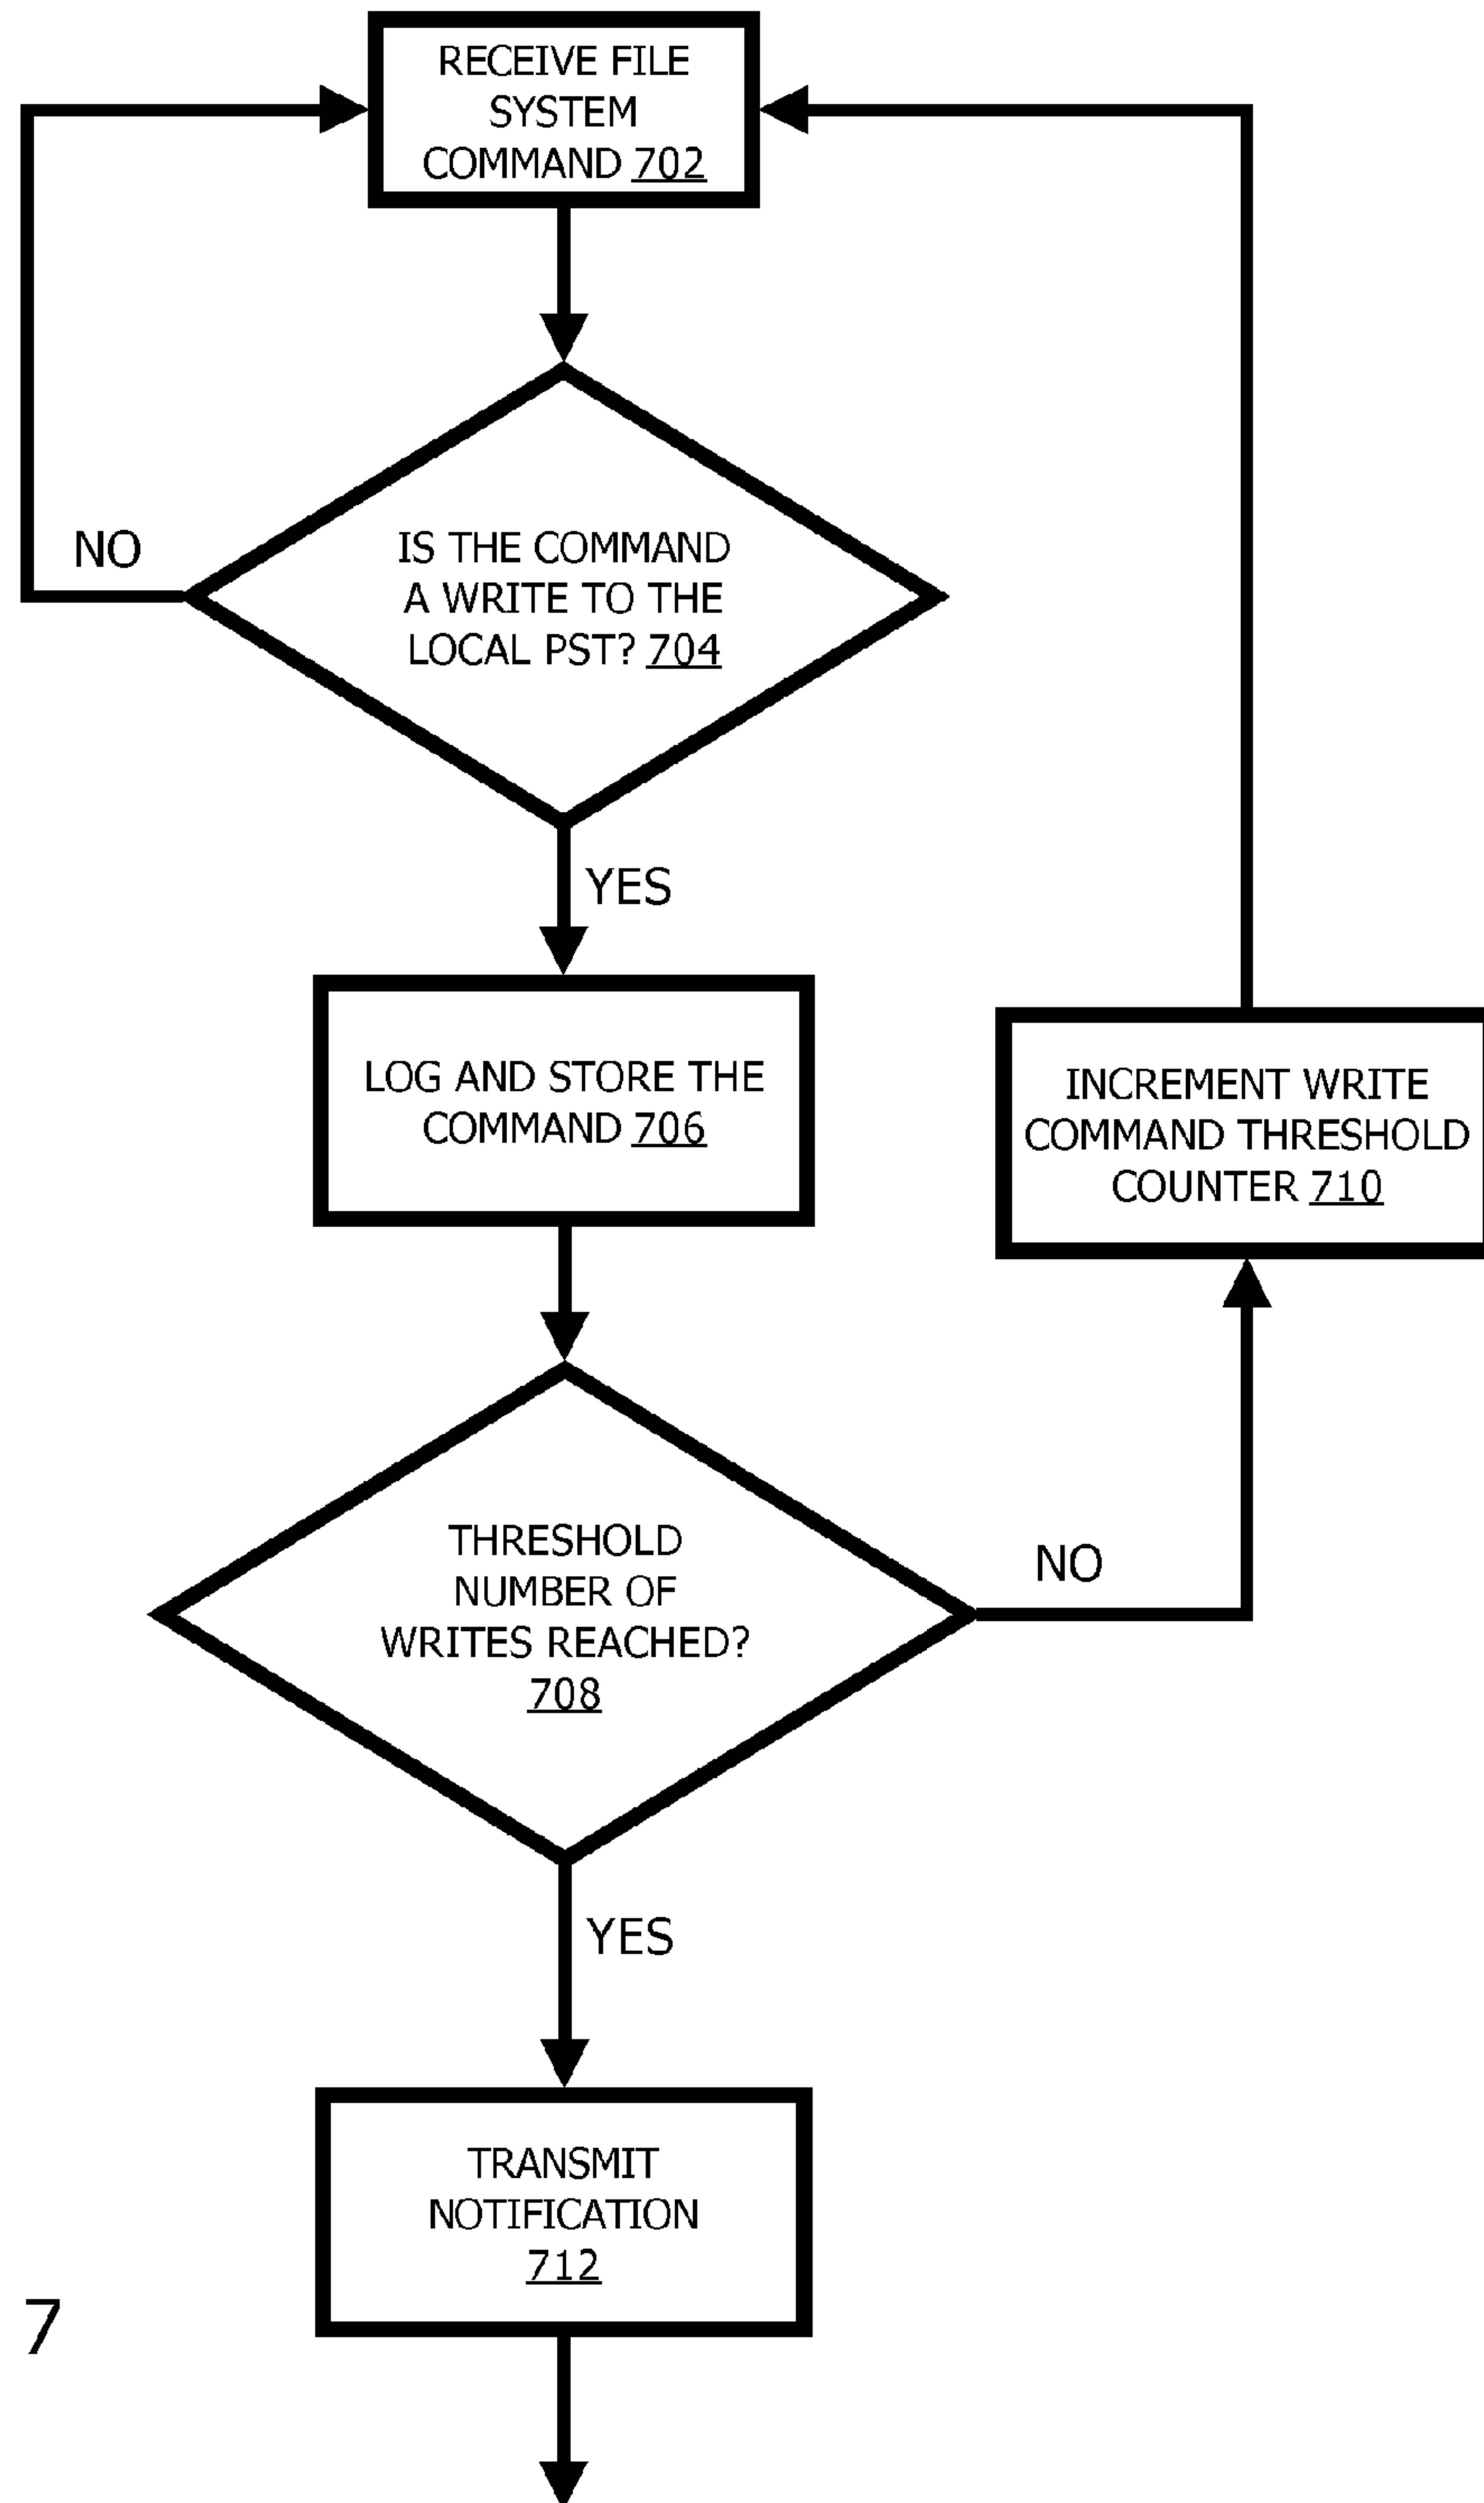 RECEIVE FILE
SYSTEM
COMMAND 702
NO
IS THE COMMAND
A WRITE TO THE
LOCAL PST? 704
YES
LOG AND STORE THE
COMMAND 706
INCREMENT WRITE
COMMAND THRESHOLD
COUNTER 710
THRESHOLD
NUMBER OF
WRITES REACHED?
708
NO
YES
TRANSMIT
NOTIFICATION
712
7